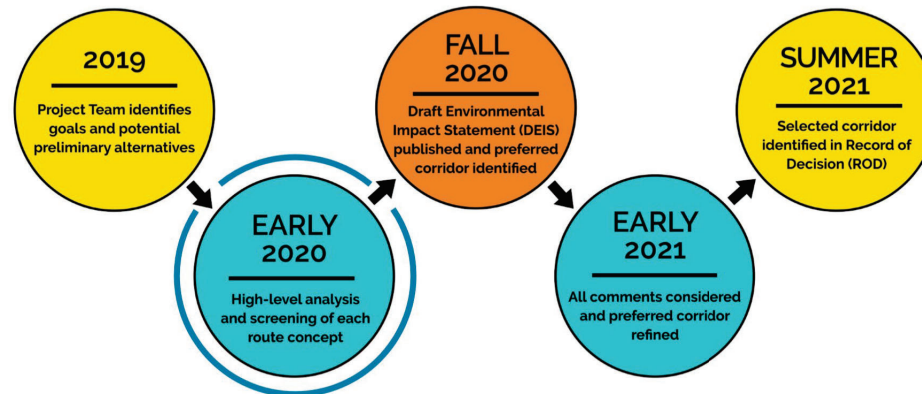 2019
Project Team identifies
goals and potential
preliminary alternatives
EARLY
2020
High-level analysis
and screening of each
route concept
FALL
2020
Draft Environmental
Impact Statement (DEIS)
published and preferred
corridor identified
EARLY
2021
All comments considered
and preferred corridor
refined
SUMMER
2021
Selected corridor
identified in Record of
Decision (ROD)